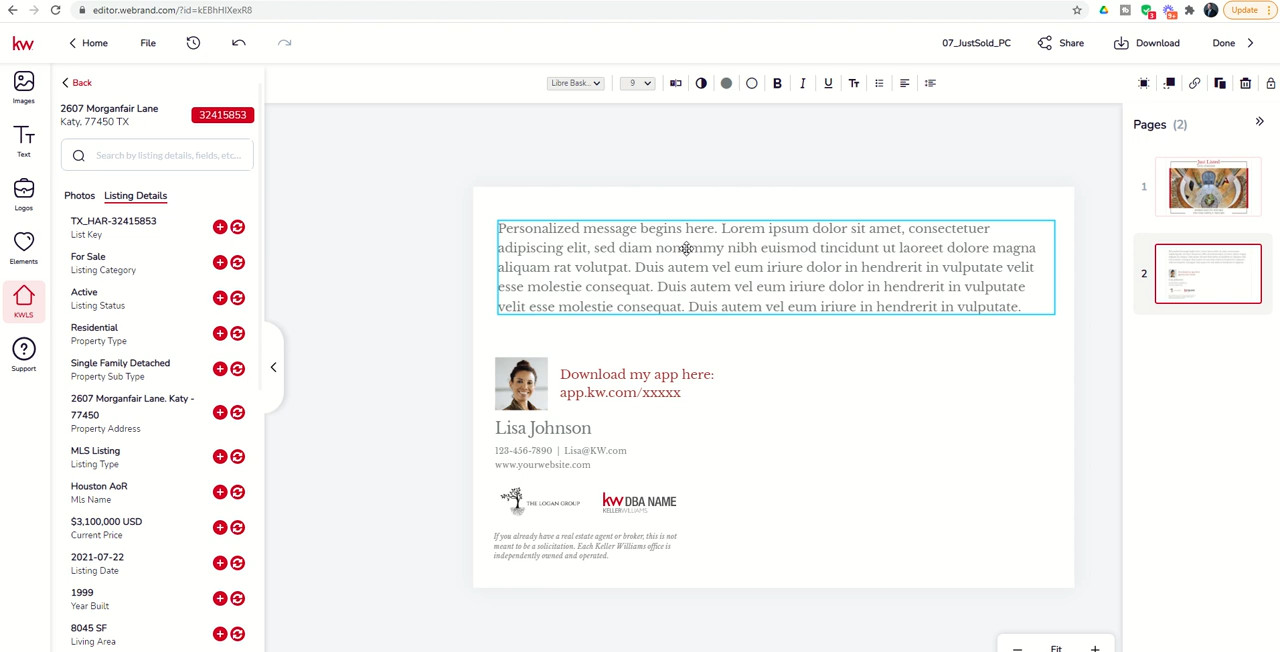 editor.webrand.com/?id=kEBhHIXexR8
3
9+
Update
kw
Home
File
07_JustSold_PC
Share
Download
Done
Images
Text
Logos
Elements
KWLS
Support
Back
2607 Morganfair Lane
Katy, 77450 TX
32415853
Search by listing details, fields, etc...
Photos
Listing Details
TX_HAR-32415853
List Key
For Sale
Listing Category
Active
Listing Status
Residential
Property Type
Single Family Detached
Property Sub Type
2607 Morganfair Lane. Katy -
77450
Property Address
MLS Listing
Listing Type
Houston AoR
Mls Name
$3,100,000 USD
Current Price
2021-07-22
Listing Date
1999
Year Built
8045 SF
Living Area
Libre Bask...
9
B
I
U
TT
Personalized message begins here. Lorem ipsum dolor sit amet, consectetuer
adipiscing elit, sed diam nonummy nibh euismod tincidunt ut laoreet dolore magna
aliquam rat volutpat. Duis autem vel eum iriure dolor in hendrerit in vulputate velit
esse molestie consequat. Duis autem vel eum iriure dolor in hendrerit in vulputate
velit esse molestie consequat. Duis autem vel eum iriure in hendrerit in vulputate.
Download my app here:
app.kw.com/xxxxx
Lisa Johnson
123-456-7890 | Lisa@KW.com
www.yourwebsite.com
THE LOGAN GROUP
kw DBA NAME
KELLERWILLIAMS
If you already have a real estate agent or broker, this is not
meant to be a solicitation. Each Keller Williams office is
independently owned and operated.
Fit
Pages (2)
1
Just Listed
2